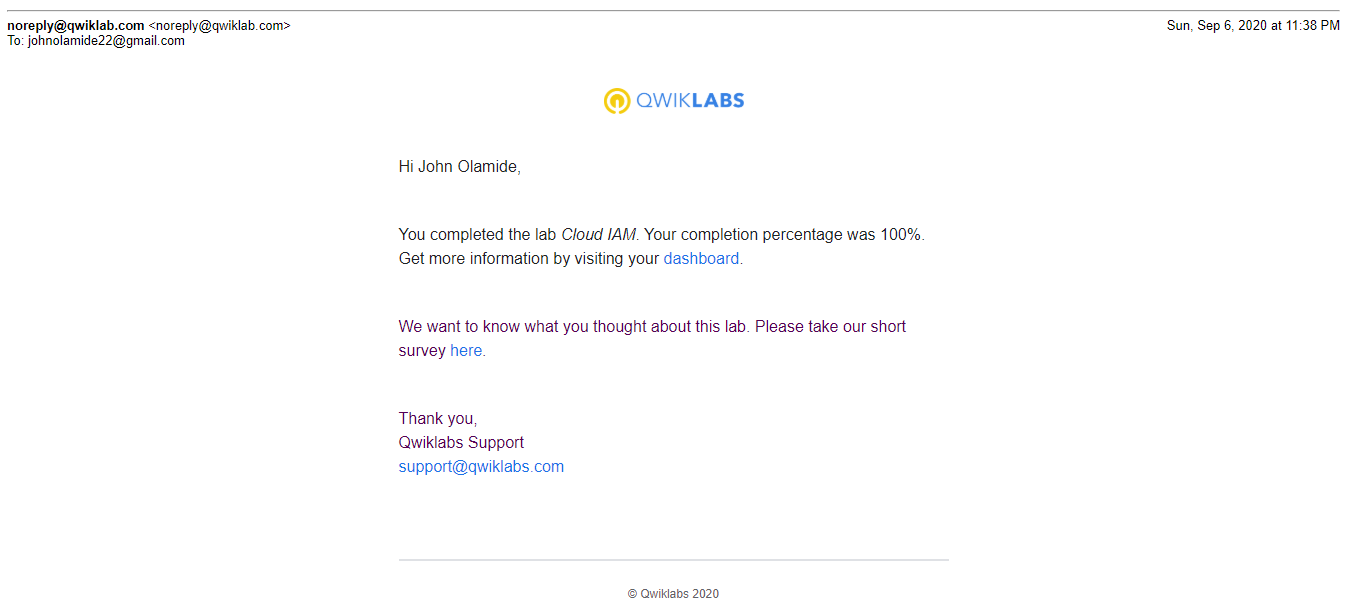 noreply@qwiklab.com <noreply@qwiklab.com>
Sun, Sep 6, 2020 at 11:38 PM
To: johnolamide22@gmail.com
QWIKLABS
Hi John Olamide,
You completed the lab Cloud IAM. Your completion percentage was 100%.
Get more information by visiting your dashboard.
We want to know what you thought about this lab. Please take our short
survey here.
Thank you,
Qwiklabs Support
support@qwiklabs.com
© Qwiklabs 2020